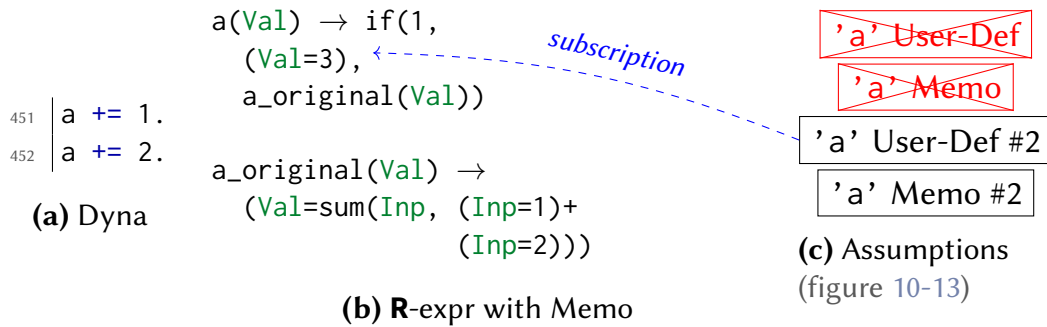 451 a += 1.
452 a += 2.
(a) Dyna
a(Val) → if(1,
(Val=3),
a_original(Val))
a_original(Val) →
(Val=sum(Inp, (Inp=1)+
(Inp=2)))
(b) R-expr with Memo
subscription
'a' User-Def
'a' Memo
'a' User-Def #2
'a' Memo #2
(c) Assumptions
(figure 10-13)